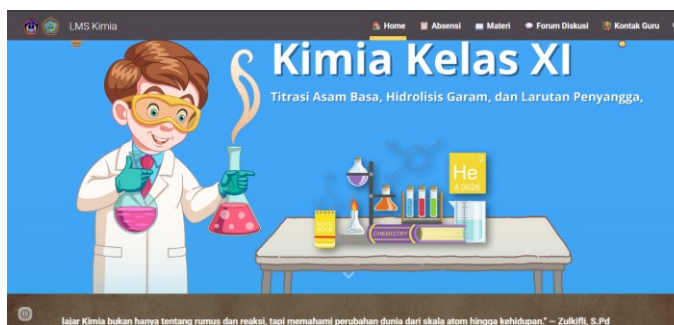 LMS Kimia
Home Absensi Materi Forum Diskusi Kontak Guru
Kimia Kelas XI
Titrasi Asam Basa, Hidrolisis Garam, dan Larutan Penyangga,
2
He
4.0026
CHEMISTRY
lajar Kimia bukan hanya tentang rumus dan reaksi, tapi memahami perubahan dunia dari skala atom hingga kehidupan." — Zulkifli, S.Pd